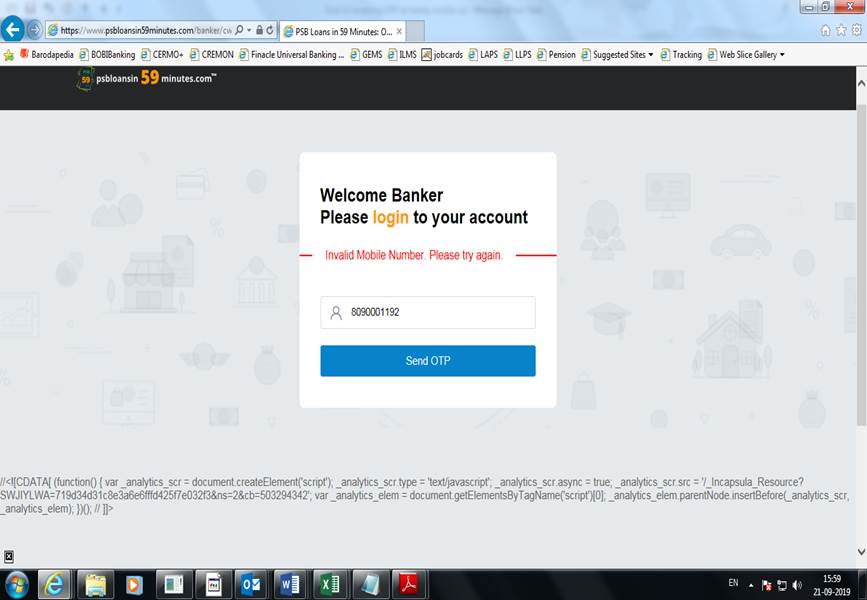 https://www.psbloansin59minutes.com/banker/cw
PSB Loans in 59 Minutes: O...
Barodapedia BOBIBanking CERMO+ CREMON Finacle Universal Banking ... GEMS ILMS jobcards LAPS LLPS Pension Suggested Sites Tracking Web Slice Gallery
psbloansin 59 minutes.com™
Welcome Banker
Please login to your account
Invalid Mobile Number. Please try again.
8090001192
Send OTP
//<![CDATA[ (function() { var _analytics_scr = document.createElement('script'); _analytics_scr.type = 'text/javascript'; _analytics_scr.async = true; _analytics_scr.src = '/_Incapsula_Resource?
SWJIYLWA=719d34d31c8e3a6e6fffd425f7e032f3&ns=2&cb=503294342'; var _analytics_elem = document.getElementsByTagName('script')[0]; _analytics_elem.parentNode.insertBefore(_analytics_scr,
_analytics_elem); })(); // ]]>
EN
15:59
21-09-2019